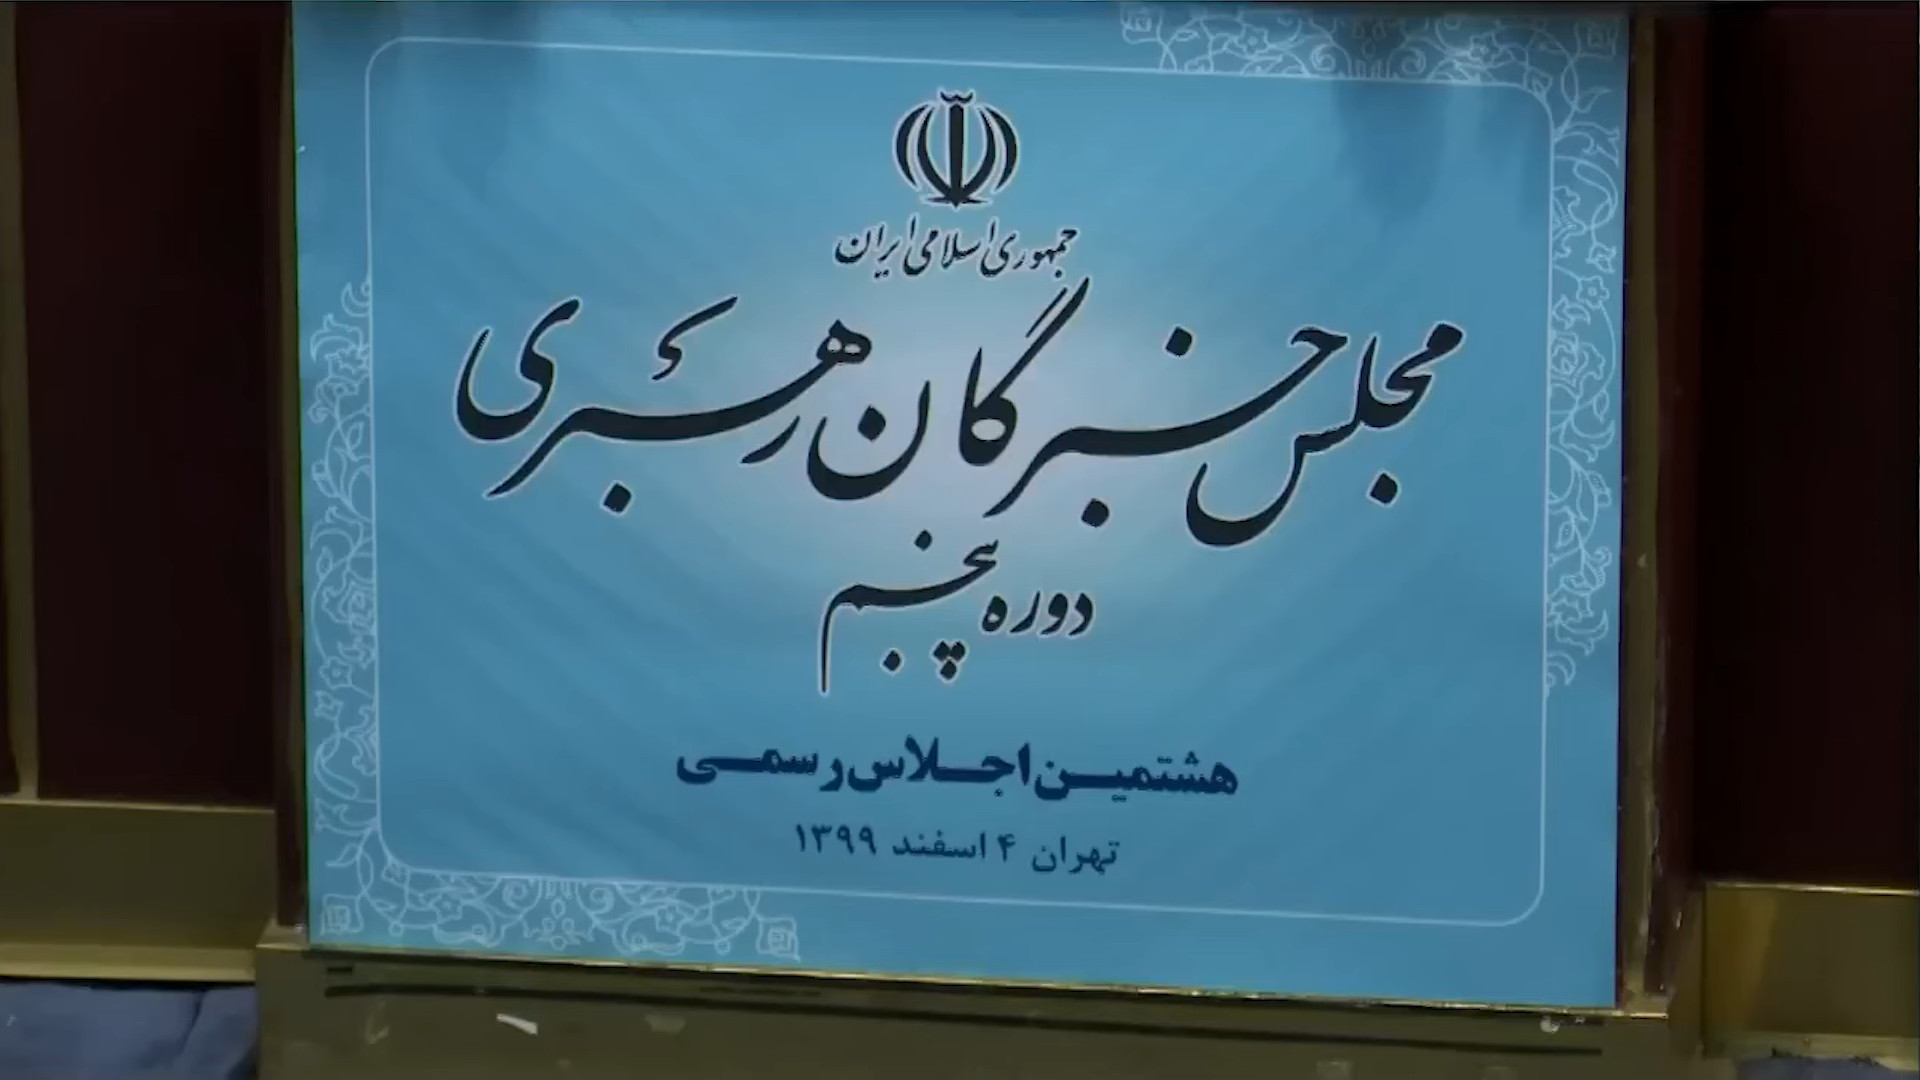 جمهوری اسلامی ایران
مجلس خبرگان رهبری
دوره پنجم
هشتمین اجلاس رسمی
تهران ۴ اسفند ۱۳۹۹